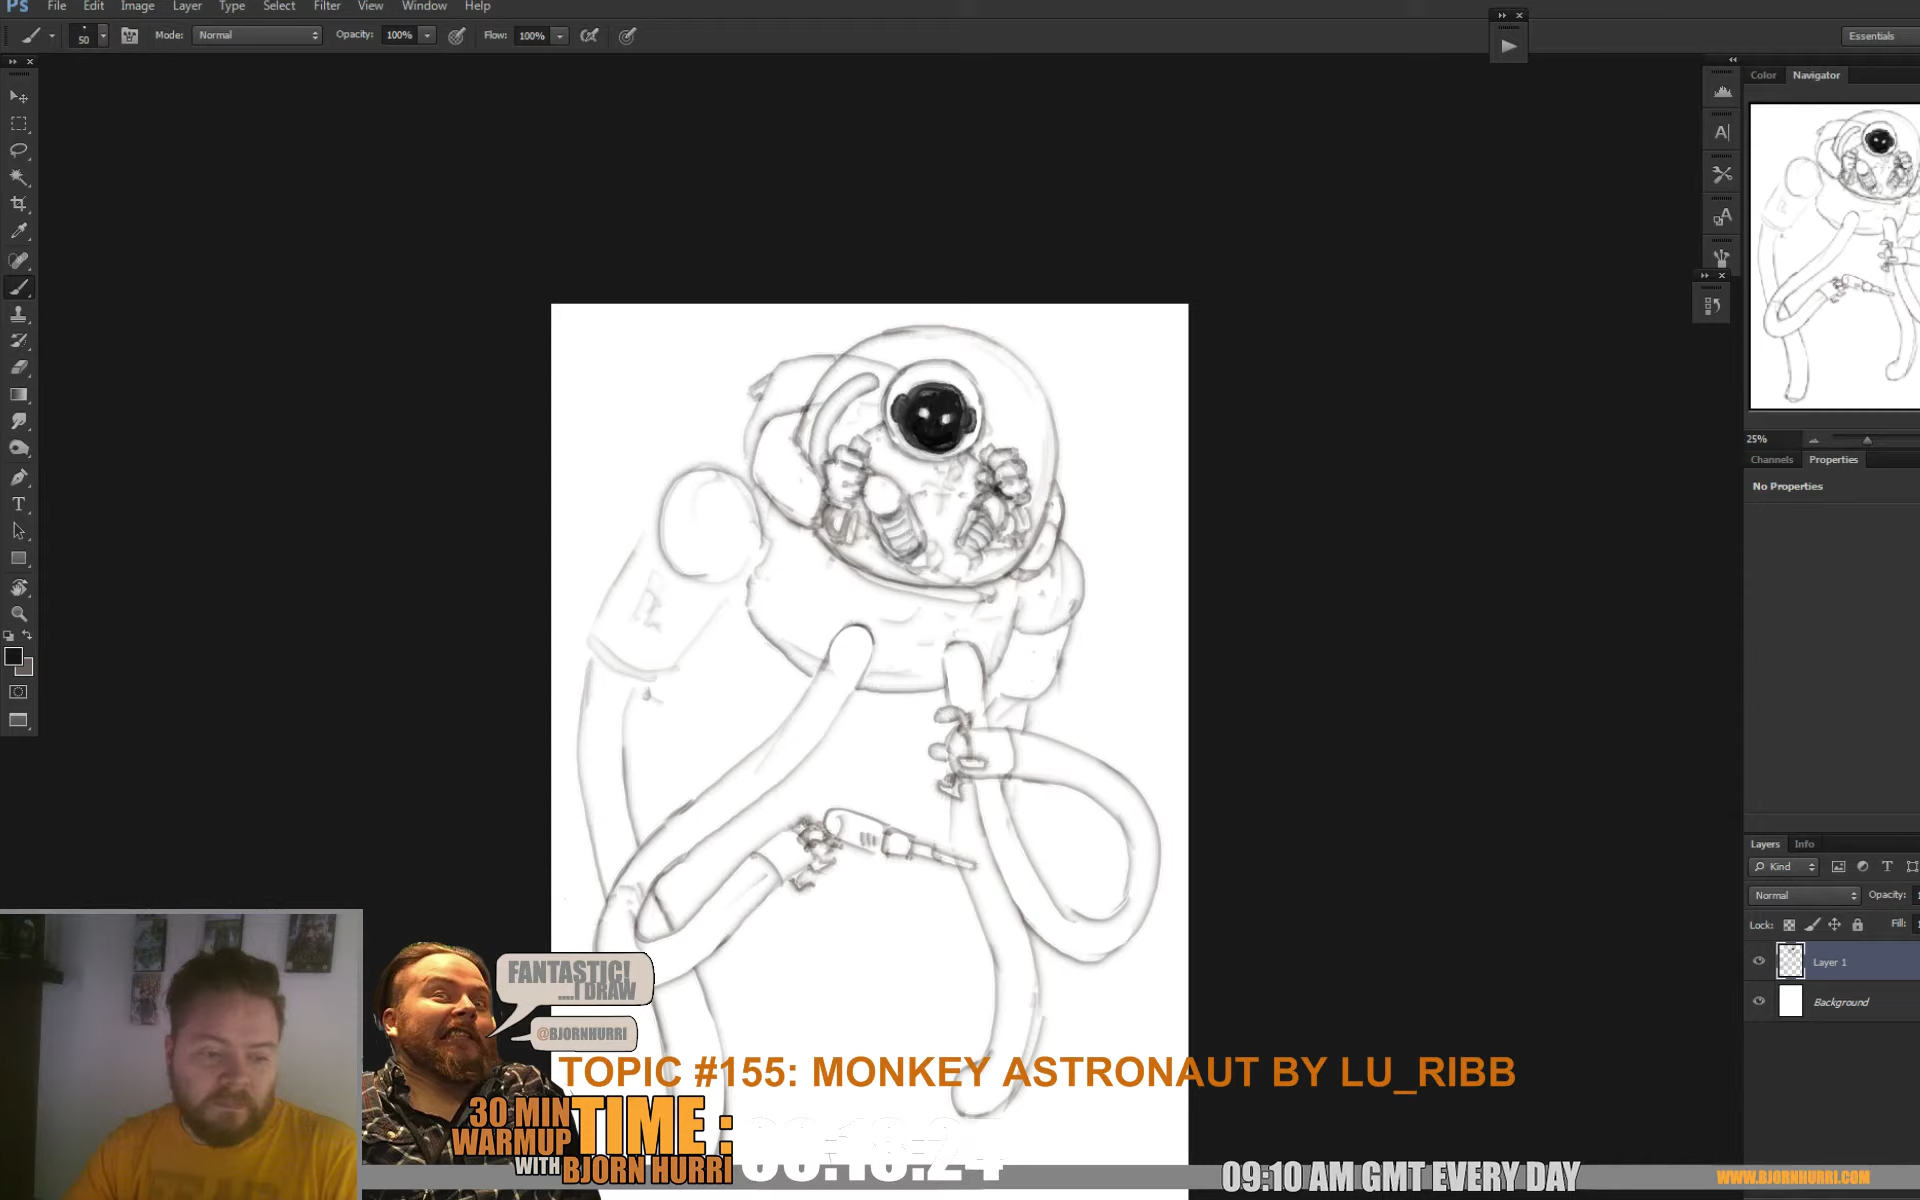 Ps File Edit Image Layer Type Select Filter View Window Help
50 Mode: Normal Opacity: 100% Flow: 100% Essentials
Color Navigator
25%
Channels Properties
No Properties
Layers Info
Kind
Normal Opacity:
Lock: Fill:
Layer 1
Background
FANTASTIC!
....I DRAW
@BJORNHURRI
TOPIC #155: MONKEY ASTRONAUT BY LU_RIBB
30 MIN
WARMUP
WITH BJORN HURRI
TIME :
09:10 AM GMT EVERY DAY
WWW.BJORNHURRI.COM